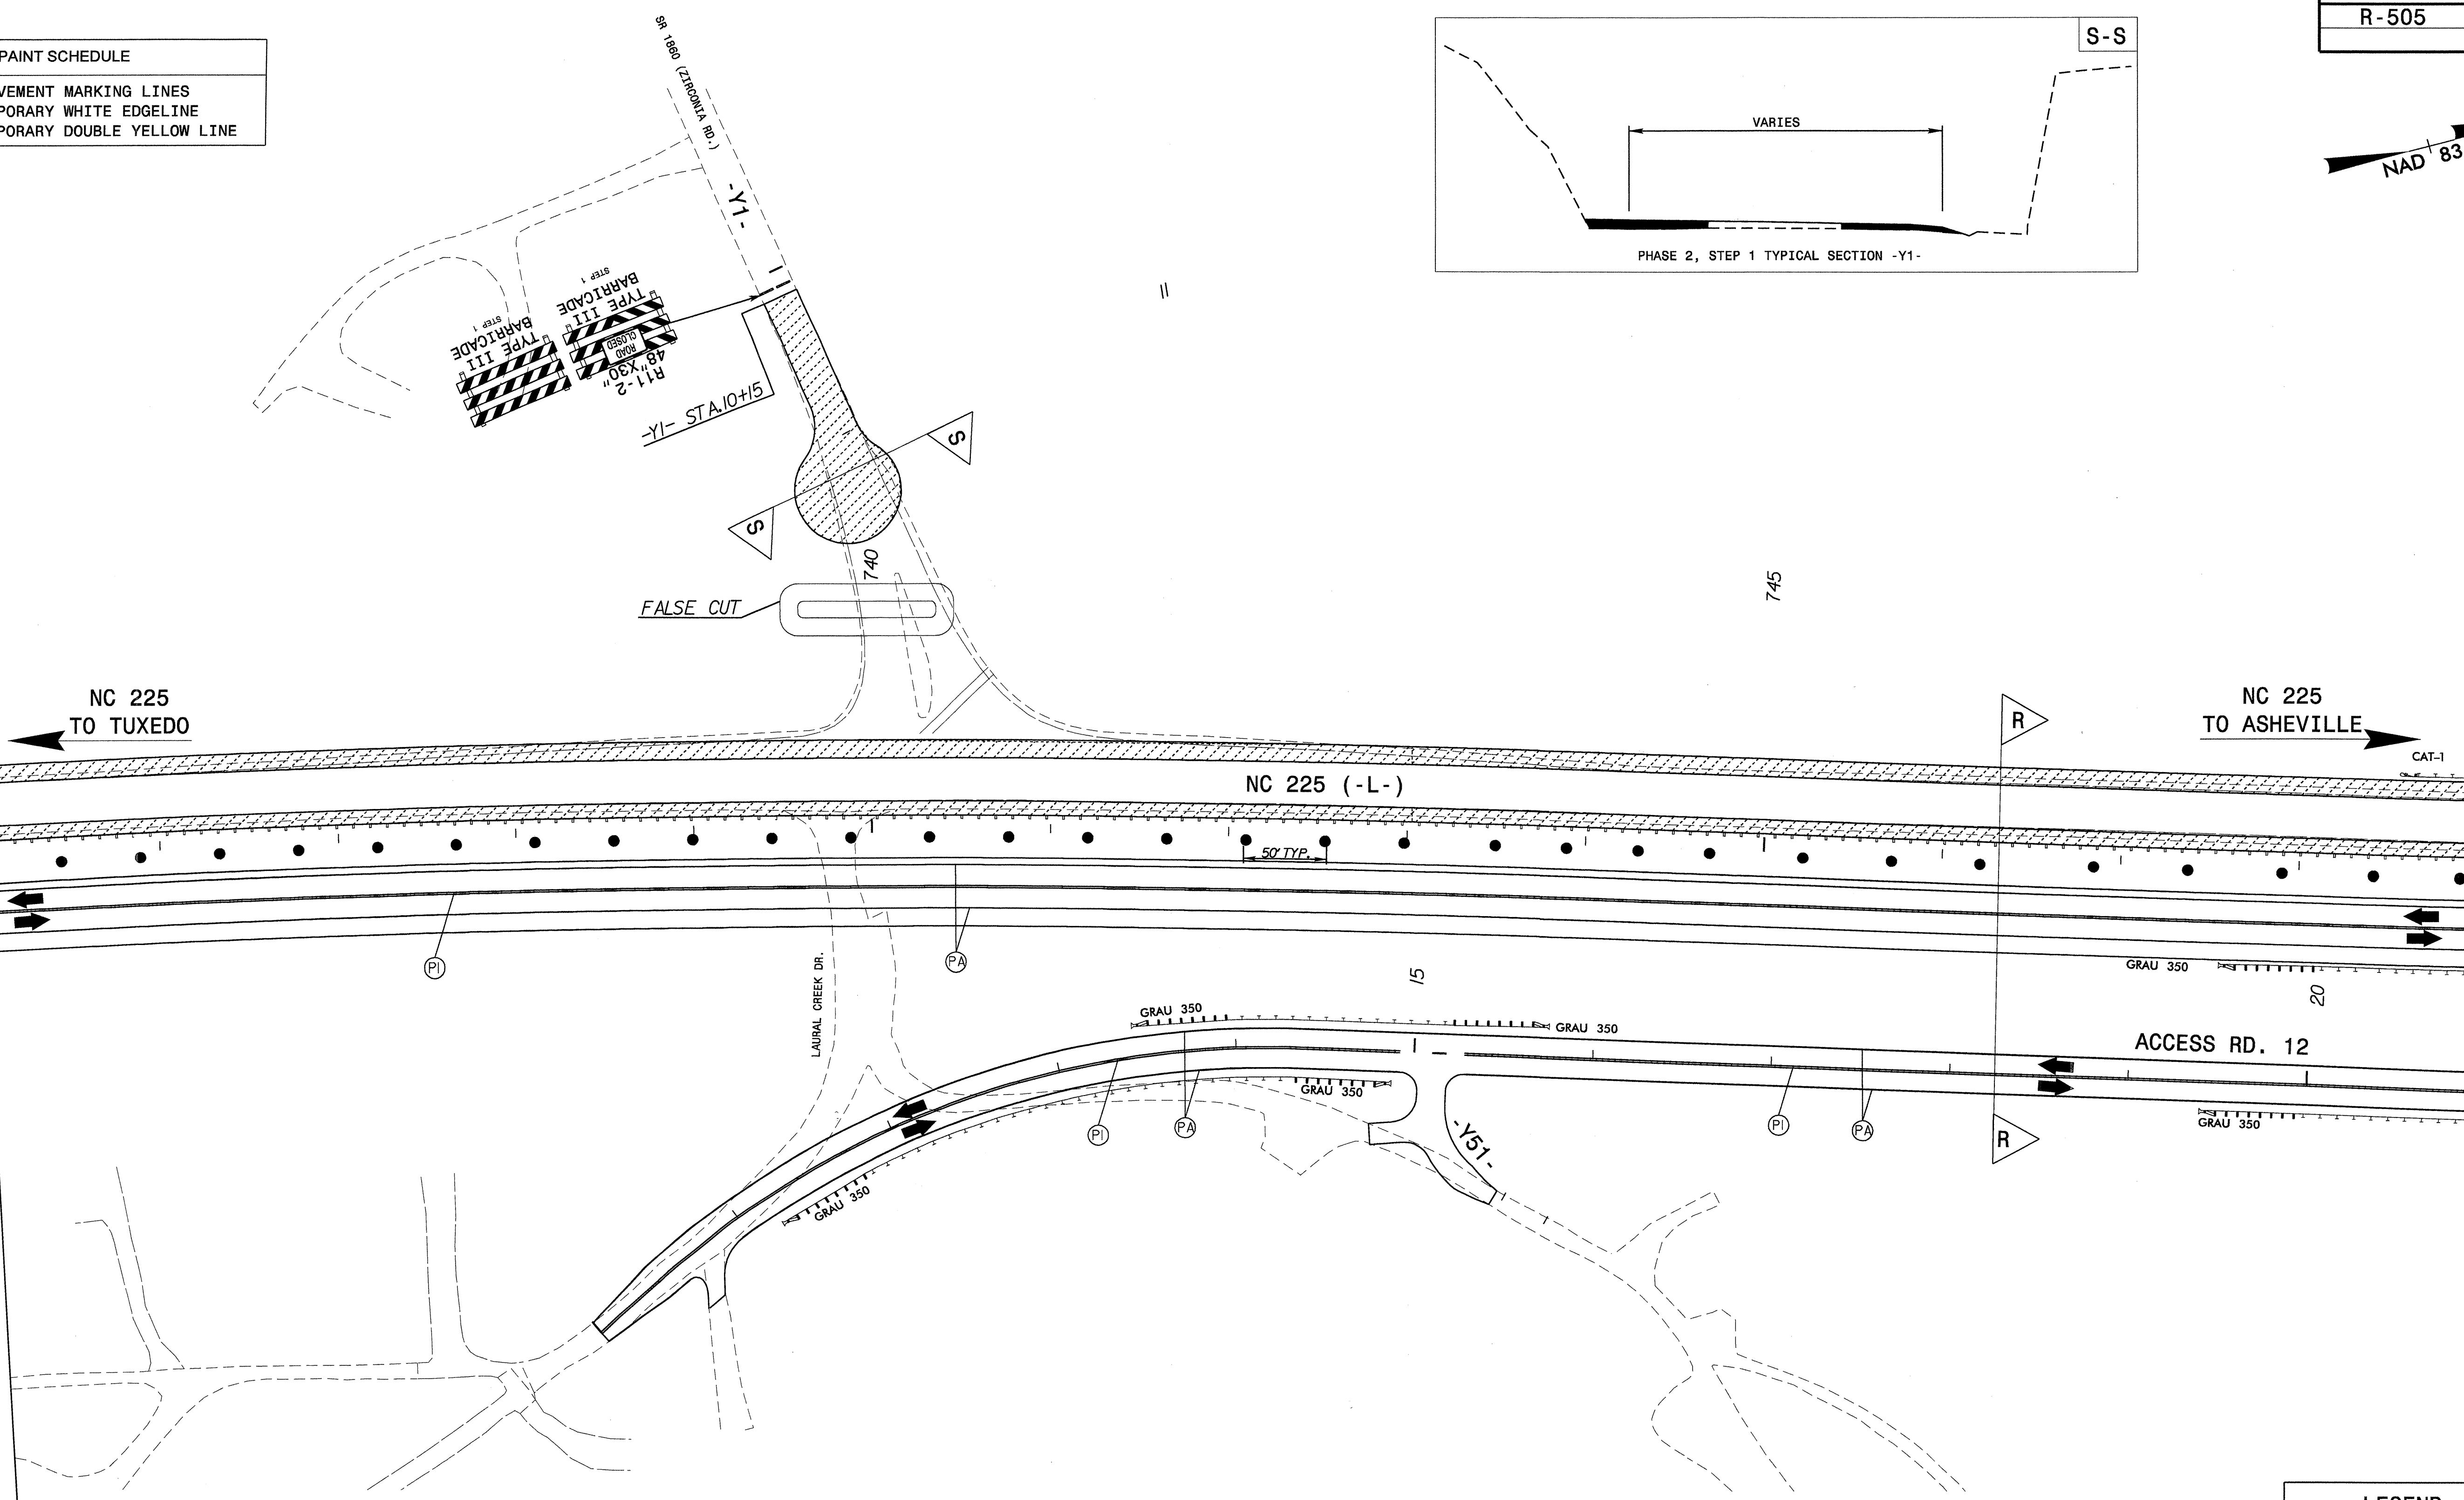 PAINT SCHEDULE
VEMENT MARKING LINES
PORARY WHITE EDGELINE
PORARY DOUBLE YELLOW LINE
SR 1860 (ZIRCONIA RD.)
-Y1-
S-S
VARIES
PHASE 2, STEP 1 TYPICAL SECTION -Y1-
R-505
NAD 83
STEP 1
BARRICADE
TYPE III
STEP 1
BARRICADE
TYPE III
ROAD
CLOSED
48"X30"
R11-2
-Y1- STA.10+15
S
S
11
740
745
FALSE CUT
NC 225
TO TUXEDO
R
NC 225
TO ASHEVILLE
CAT-1
NC 225 (-L-)
50' TYP.
PI
PA
LAURAL CREEK DR.
15
GRAU 350
20
GRAU 350
GRAU 350
ACCESS RD. 12
GRAU 350
PI
PA
-Y51-
PI
PA
R
GRAU 350
GRAU 350
LEGEND